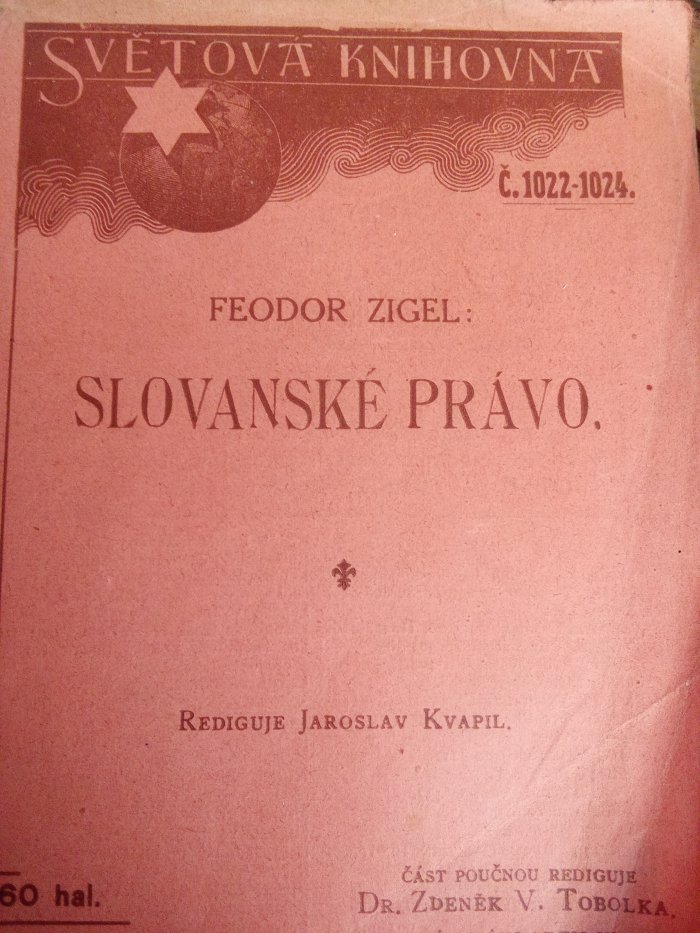 SVĚTOVÁ KNIHOVNA
Č. 1022-1024.
FEODOR ZIGEL:
SLOVANSKÉ PRÁVO.
REDIGUJE JAROSLAV KVAPIL.
60 hal.
ČÁST POUČNOU REDIGUJE
DR. ZDENĚK V. TOBOLKA.